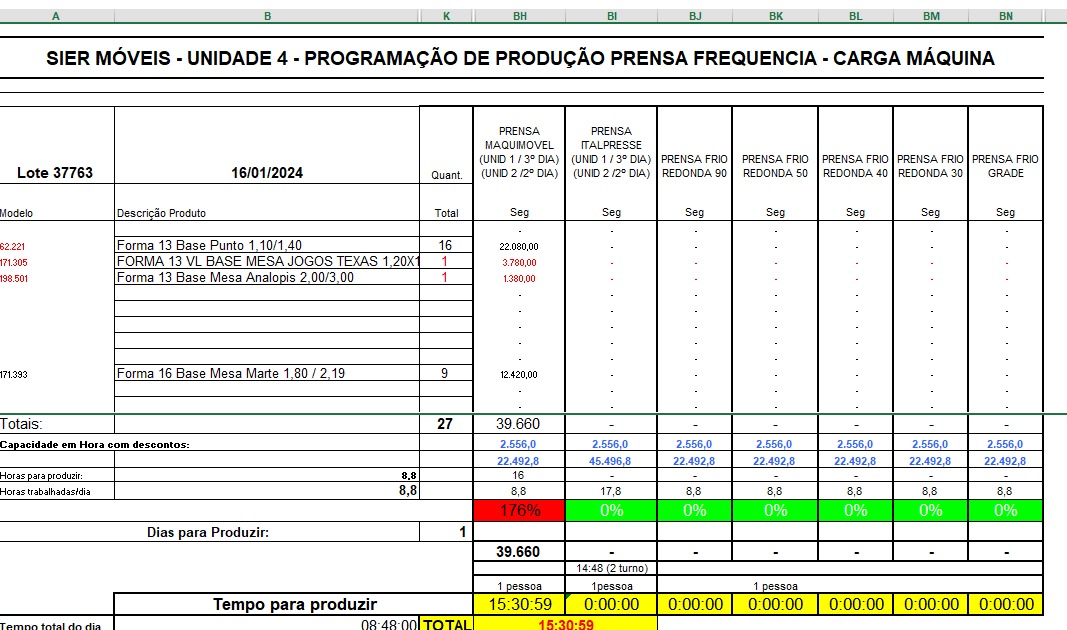 A B K BH BI BJ BK BL BM BN
SIER MÓVEIS - UNIDADE 4 - PROGRAMAÇÃO DE PRODUÇÃO PRENSA FREQUENCIA - CARGA MÁQUINA
Lote 37763 16/01/2024 Quant. PRENSA MAQUIMOVEL (UNID 1 / 3º DIA) (UNID 2 /2º DIA) PRENSA ITALPRESSE (UNID 1 / 3º DIA) (UNID 2 /2º DIA) PRENSA FRIO REDONDA 90 PRENSA FRIO REDONDA 50 PRENSA FRIO REDONDA 40 PRENSA FRIO REDONDA 30 PRENSA FRIO GRADE
Modelo Descrição Produto Total Seg Seg Seg Seg Seg Seg Seg
- - - - - - -
62.221 Forma 13 Base Punto 1,10/1,40 16 22.080,00 - - - - - -
171.305 FORMA 13 VL BASE MESA JOGOS TEXAS 1,20X1 1 3.780,00 - - - - - -
198.501 Forma 13 Base Mesa Analopis 2,00/3,00 1 1.380,00 - - - - - -
- - - - - - -
- - - - - - -
- - - - - - -
- - - - - - -
- - - - - - -
171.393 Forma 16 Base Mesa Marte 1,80 / 2,19 9 12.420,00 - - - - - -
- - - - - - -
- - - - - - -
Totais: 27 39.660 - - - - - -
Capacidade em Hora com descontos: 2.556,0 2.556,0 2.556,0 2.556,0 2.556,0 2.556,0 2.556,0
22.492,8 45.496,8 22.492,8 22.492,8 22.492,8 22.492,8 22.492,8
Horas para produzir: 8,8 16 - - - - - -
Horas trabalhadas/dia 8,8 8,8 17,8 8,8 8,8 8,8 8,8 8,8
176% 0% 0% 0% 0% 0% 0%
Dias para Produzir: 1
39.660 - - - - - -
14:48 (2 turno)
1 pessoa 1pessoa 1 pessoa
Tempo para produzir 15:30:59 0:00:00 0:00:00 0:00:00 0:00:00 0:00:00 0:00:00
Tempo total do dia 08:48:00 TOTAL 15:30:59